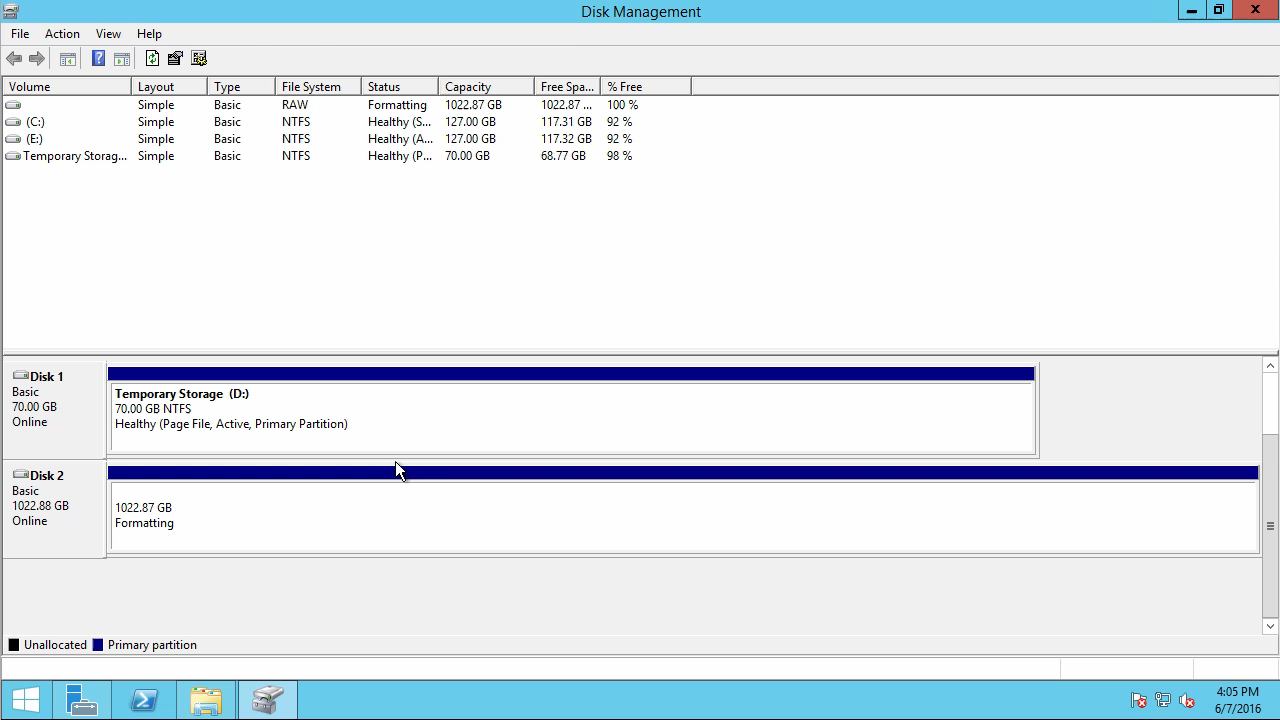 Disk Management
File Action View Help
Volume Layout Type File System Status Capacity Free Spa... % Free
Simple Basic RAW Formatting 1022.87 GB 1022.87 ... 100 %
(C:) Simple Basic NTFS Healthy (S... 127.00 GB 117.31 GB 92 %
(E:) Simple Basic NTFS Healthy (A... 127.00 GB 117.32 GB 92 %
Temporary Storag... Simple Basic NTFS Healthy (P... 70.00 GB 68.77 GB 98 %
Disk 1
Basic
70.00 GB
Online
Temporary Storage (D:)
70.00 GB NTFS
Healthy (Page File, Active, Primary Partition)
Disk 2
Basic
1022.88 GB
Online
1022.87 GB
Formatting
Unallocated Primary partition
4:05 PM
6/7/2016